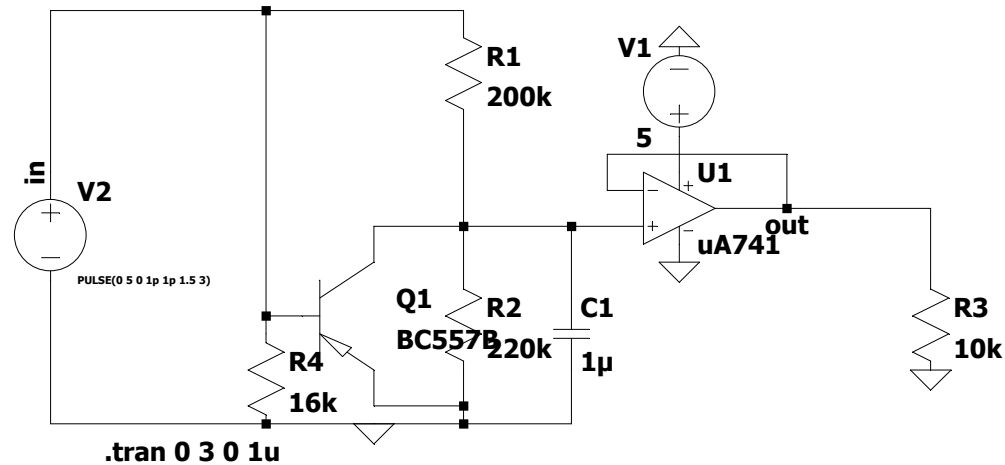 R1
200k
V1
5
in
V2
PULSE(0 5 0 1p 1p 1.5 3)
U1
uA741
out
Q1
BC557B
R2
220k
C1
1µ
R3
10k
R4
16k
.tran 0 3 0 1u